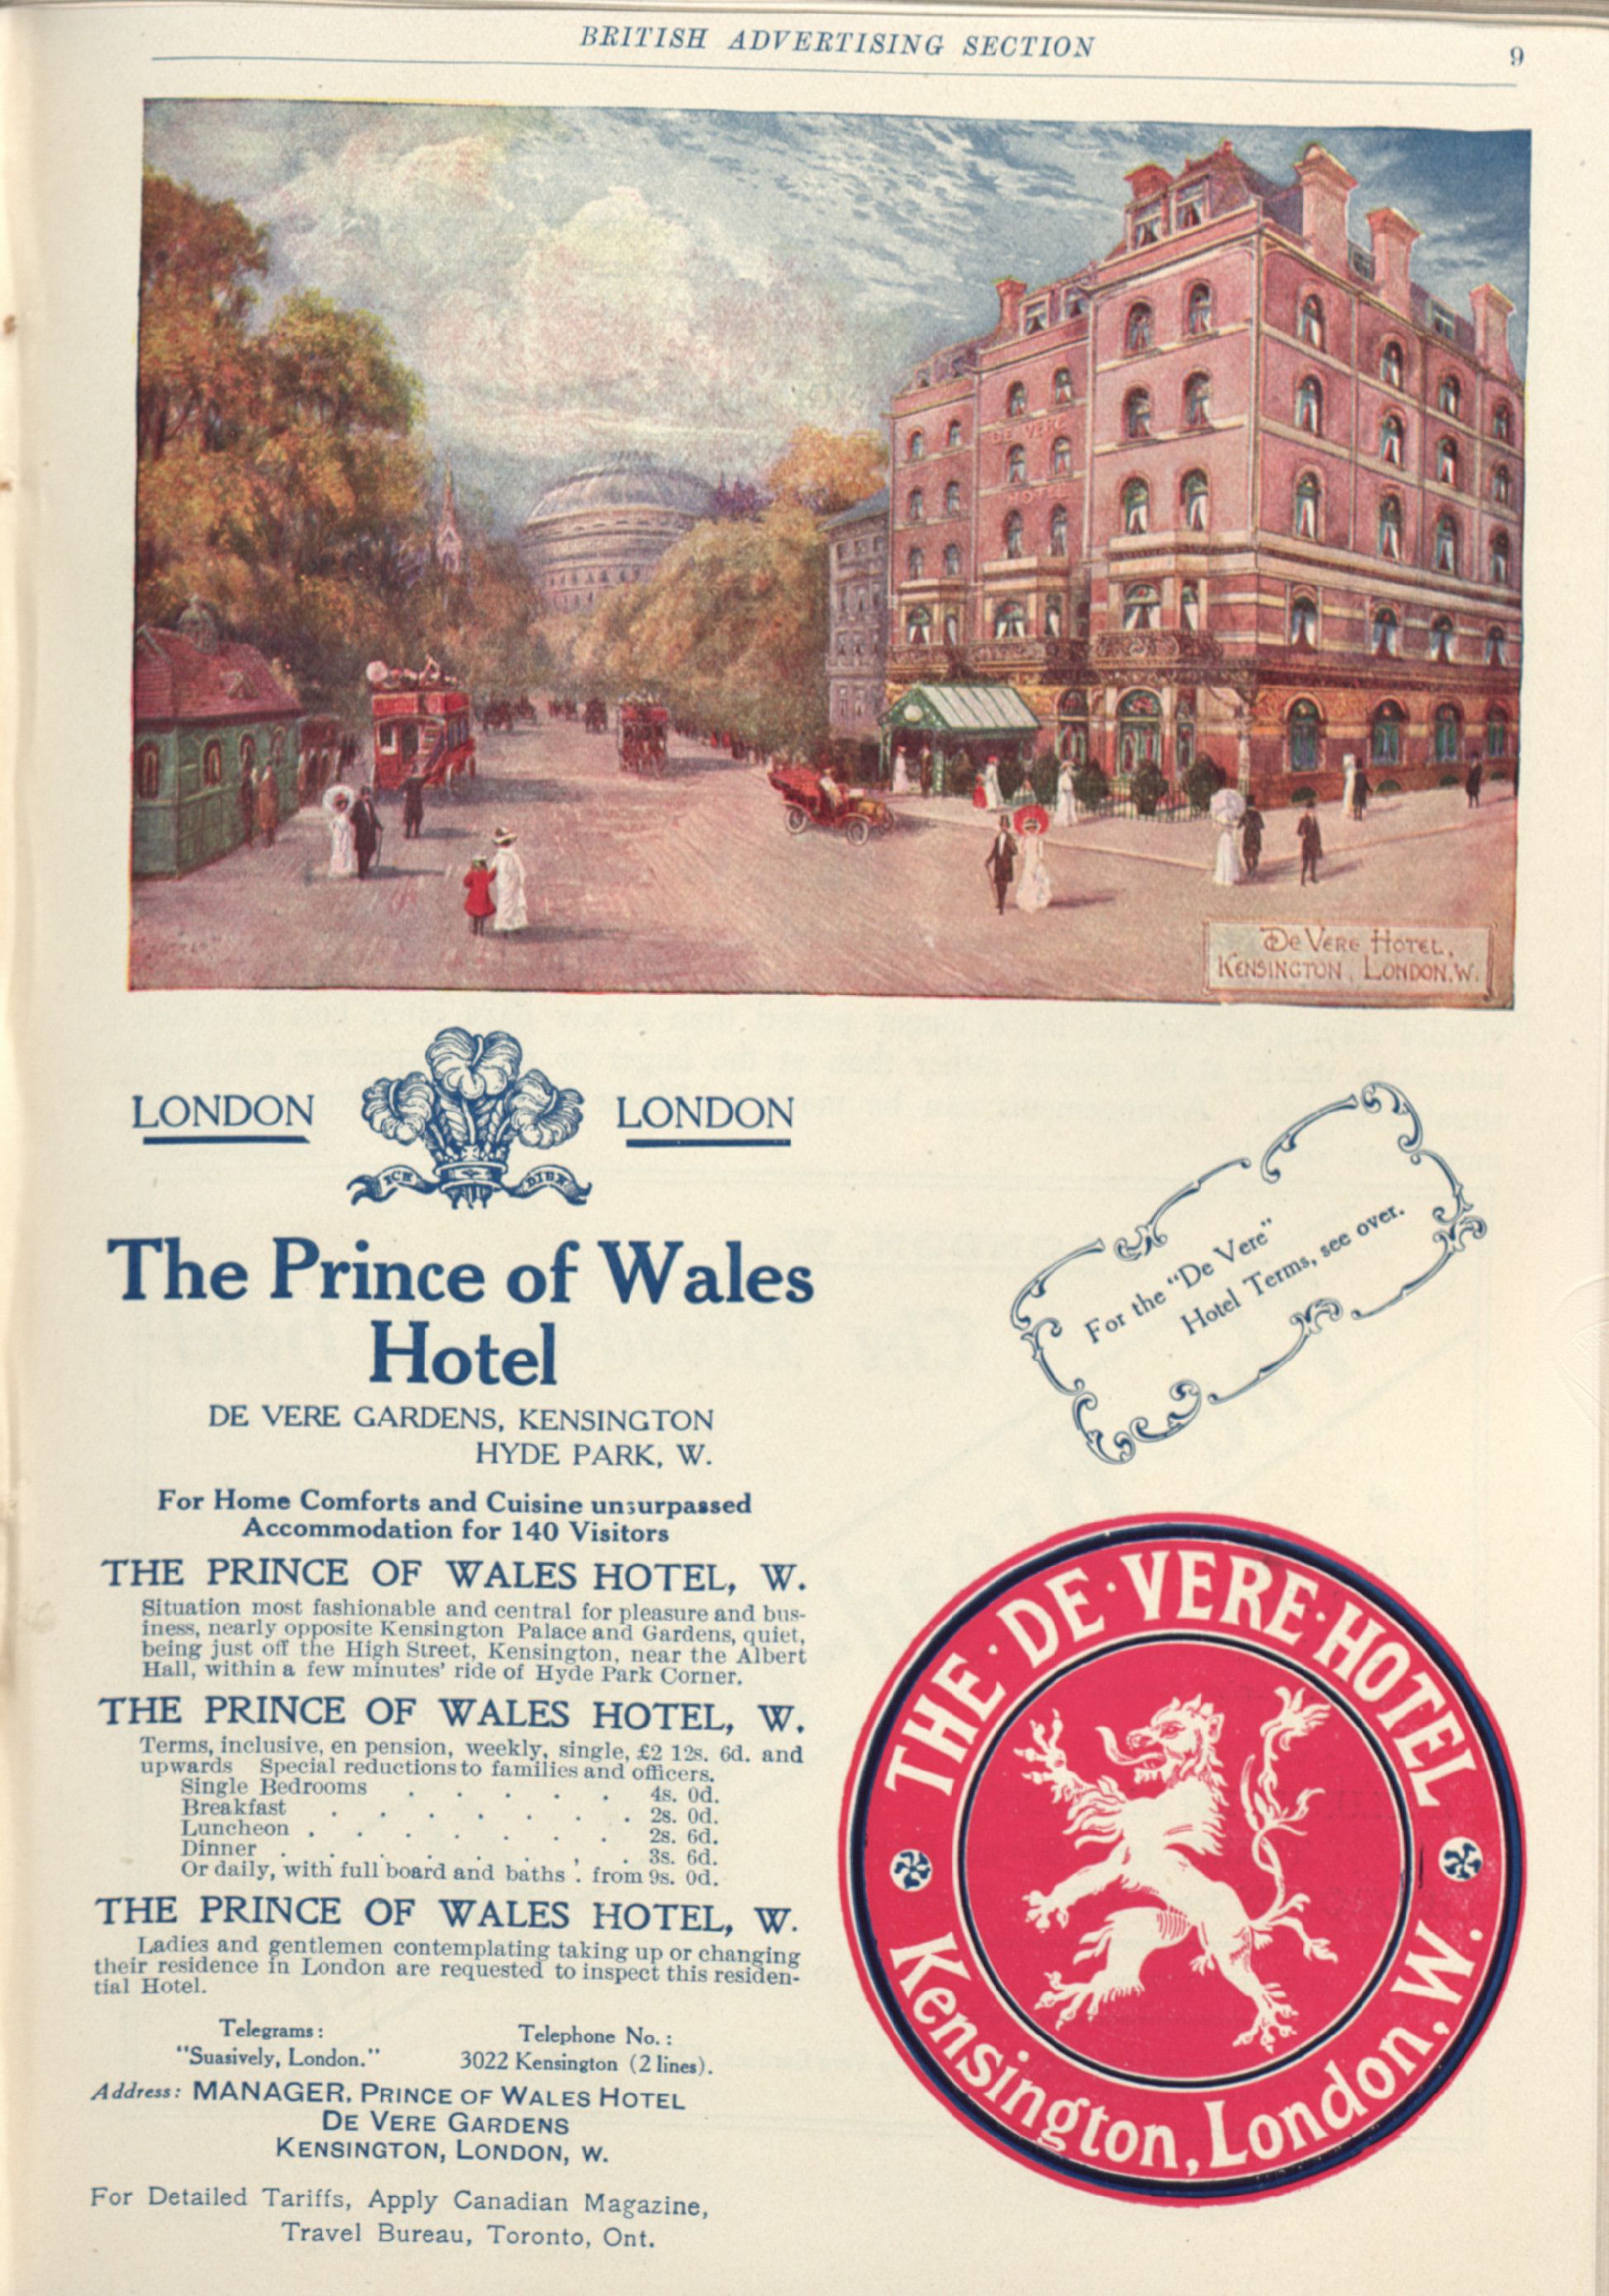 BRITISH ADVERTISING SECTION
9
DE VERE
HOTEL
De Vere Hotel,
Kensington, London.W.
LONDON
LONDON
ICH
DIEN
The Prince of Wales
Hotel
DE VERE GARDENS, KENSINGTON
HYDE PARK, W.
For Home Comforts and Cuisine unsurpassed
Accommodation for 140 Visitors
THE PRINCE OF WALES HOTEL, W.
Situation most fashionable and central for pleasure and bus-
iness, nearly opposite Kensington Palace and Gardens, quiet,
being just off the High Street, Kensington, near the Albert
Hall, within a few minutes' ride of Hyde Park Corner.
THE PRINCE OF WALES HOTEL, W.
Terms, inclusive, en pension, weekly, single, £2 12s. 6d. and
upwards Special reductions to families and officers.
Single Bedrooms . . . . . 4s. 0d.
Breakfast . . . . . . . 2s. 0d.
Luncheon . . . . . . . 2s. 6d.
Dinner . . . . . . , . 3s. 6d.
Or daily, with full board and baths : from 9s. 0d.
THE PRINCE OF WALES HOTEL, W.
Ladies and gentlemen contemplating taking up or changing
their residence in London are requested to inspect this residen-
tial Hotel.
Telegrams:
"Suasively, London."
Telephone No.:
3022 Kensington (2 lines).
Address: MANAGER, PRINCE OF WALES HOTEL
DE VERE GARDENS
KENSINGTON, LONDON, W.
For Detailed Tariffs, Apply Canadian Magazine,
Travel Bureau, Toronto, Ont.
For the "De Vere"
Hotel Terms, see over.
THE·DE·VERE·HOTEL
Kensington, London, W.